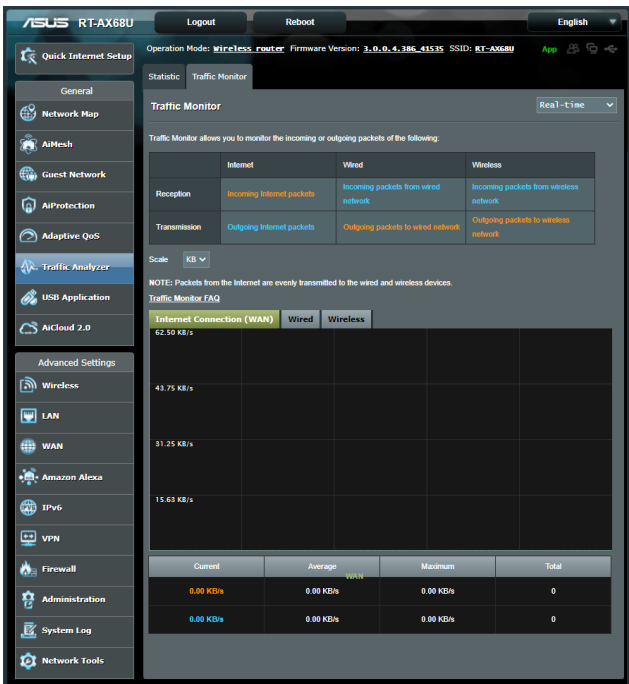 ASUS RT-AX68U Logout Reboot English
Operation Mode: Wireless router Firmware Version: 3.0.0.4.386_41535 SSID: RT-AX68U App
Quick Internet Setup
General
Network Map
AiMesh
Guest Network
AiProtection
Adaptive QoS
Traffic Analyzer
USB Application
AiCloud 2.0
Advanced Settings
Wireless
LAN
WAN
Amazon Alexa
IPv6
VPN
Firewall
Administration
System Log
Network Tools
Statistic Traffic Monitor
Traffic Monitor Real-time
Traffic Monitor allows you to monitor the incoming or outgoing packets of the following:
Internet Wired Wireless
Reception Incoming Internet packets Incoming packets from wired network Incoming packets from wireless network
Transmission Outgoing Internet packets Outgoing packets to wired network Outgoing packets to wireless network
Scale KB
NOTE: Packets from the Internet are evenly transmitted to the wired and wireless devices.
Traffic Monitor FAQ
Internet Connection (WAN) Wired Wireless
62.50 KB/s
43.75 KB/s
31.25 KB/s
15.63 KB/s
Current Average Maximum Total
WAN
0.00 KB/s 0.00 KB/s 0.00 KB/s 0
0.00 KB/s 0.00 KB/s 0.00 KB/s 0